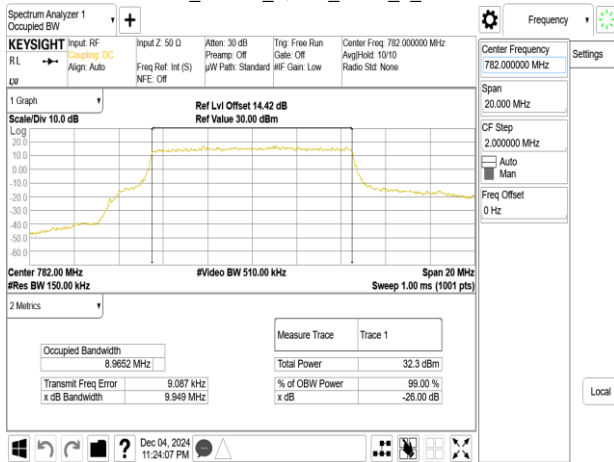 Spectrum Analyzer 1
Occupied BW
Frequency
KEYSIGHT
RL
Input: RF
Coupling: DC
Align: Auto
Input Z: 50 Ω
Freq Ref: Int (S)
NFE: Off
Atten: 30 dB
Preamp: Off
µW Path: Standard
Trig: Free Run
Gate: Off
#IF Gain: Low
Center Freq: 782.000000 MHz
Avg|Hold: 10/10
Radio Std: None
Center Frequency
782.000000 MHz
Settings
Span
20.000 MHz
CF Step
2.000000 MHz
Auto
Man
Freq Offset
0 Hz
Local
1 Graph
Scale/Div 10.0 dB
Ref Lvl Offset 14.42 dB
Ref Value 30.00 dBm
Log
20.0
10.0
0.00
-10.0
-20.0
-30.0
-40.0
-50.0
-60.0
Center 782.00 MHz
#Video BW 510.00 kHz
Span 20 MHz
#Res BW 150.00 kHz
Sweep 1.00 ms (1001 pts)
2 Metrics
Measure Trace Trace 1
Occupied Bandwidth
8.9652 MHz
Total Power 32.3 dBm
Transmit Freq Error 9.087 kHz
% of OBW Power 99.00 %
x dB Bandwidth 9.949 MHz
x dB -26.00 dB
?
Dec 04, 2024
11:24:07 PM